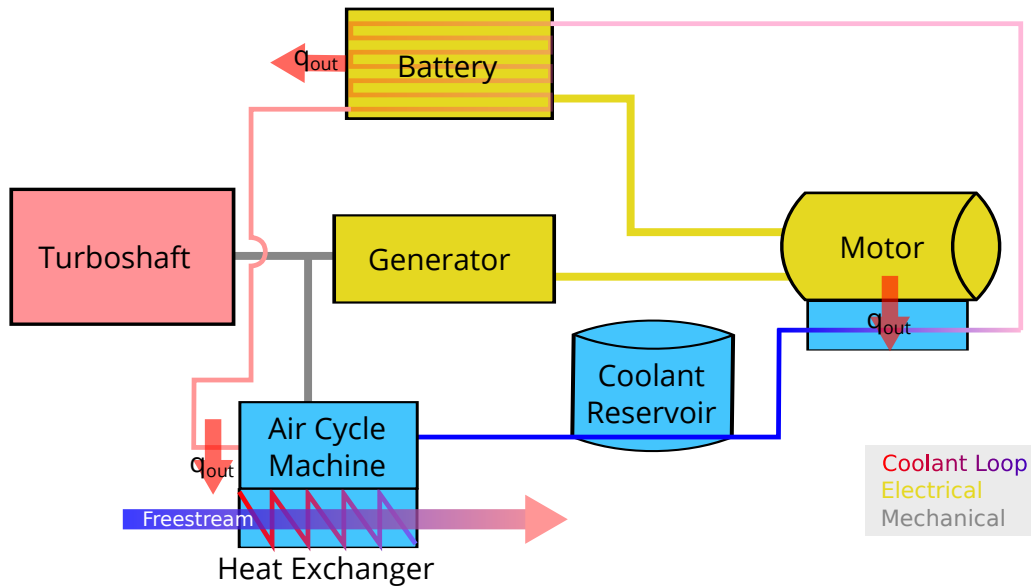 q_out
Battery
Turboshaft
Generator
Motor
q_out
Coolant
Reservoir
Air Cycle
Machine
q_out
Freestream
Heat Exchanger
Coolant Loop
Electrical
Mechanical